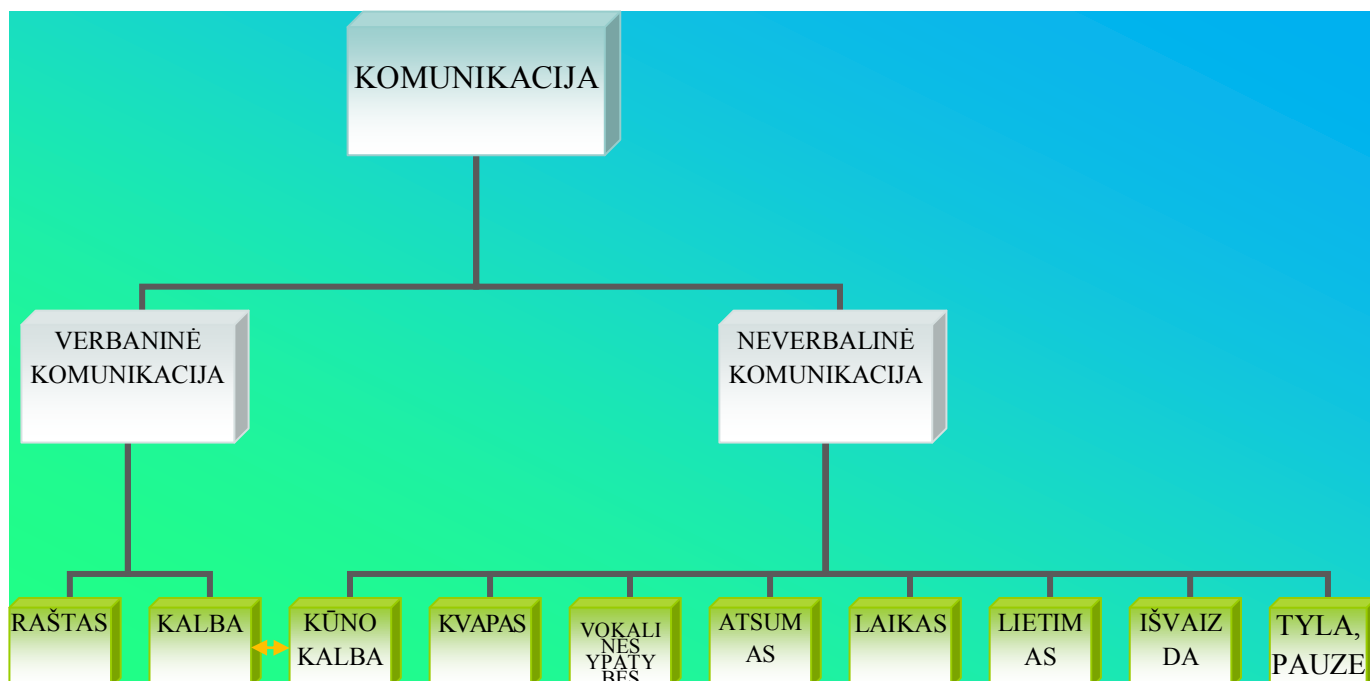 KOMUNIKACIJA
VERBANINĖ
KOMUNIKACIJA
NEVERBALINĖ
KOMUNIKACIJA
RAŠTAS
KALBA
KŪNO
KALBA
KVAPAS
VOKALI
NĖS
YPATY
BĖS
ATSUM
AS
LAIKAS
LIETIM
AS
IŠVAIZ
DA
TYLA,
PAUZE